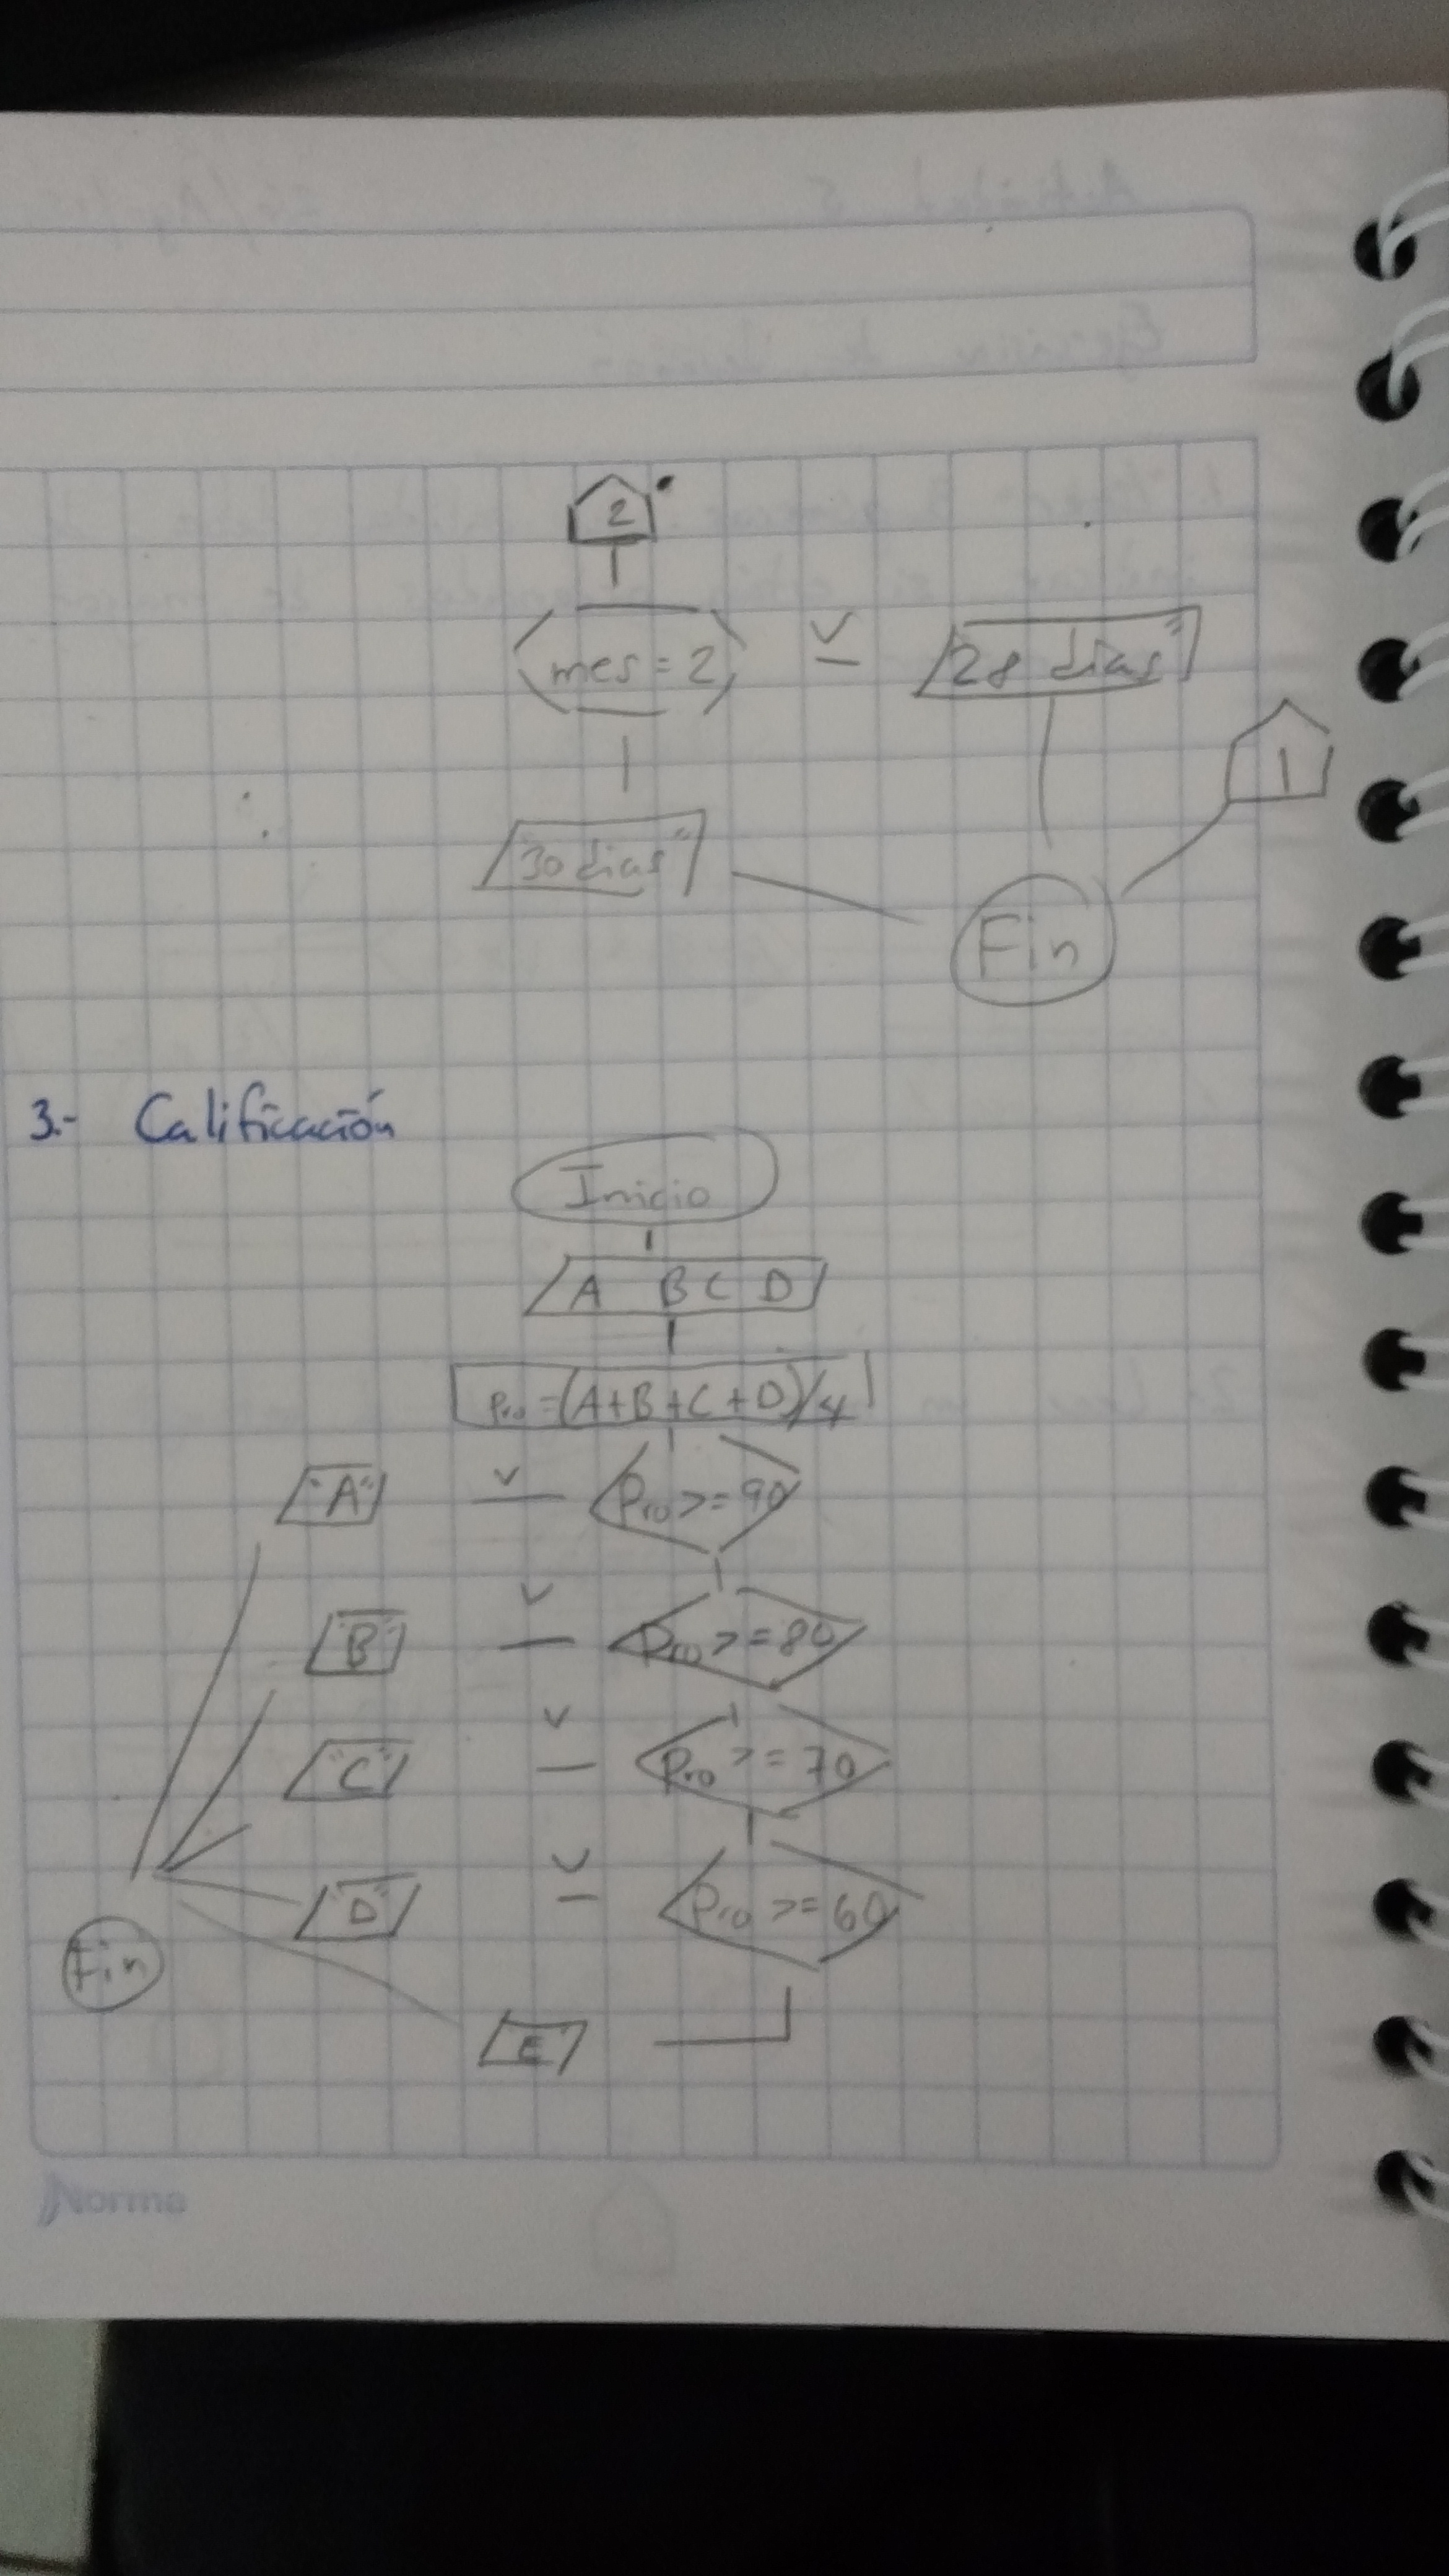 2
mes = 2
v
"28 dias"
1
"30 dias"
Fin
3.- Calificación
Inicio
A B C D
Pro = (A+B+C+D)/4
"A" v Pro >= 90
"B" v Pro >= 80
"C" v Pro >= 70
"D" v Pro >= 60
Fin
"E"
Norma